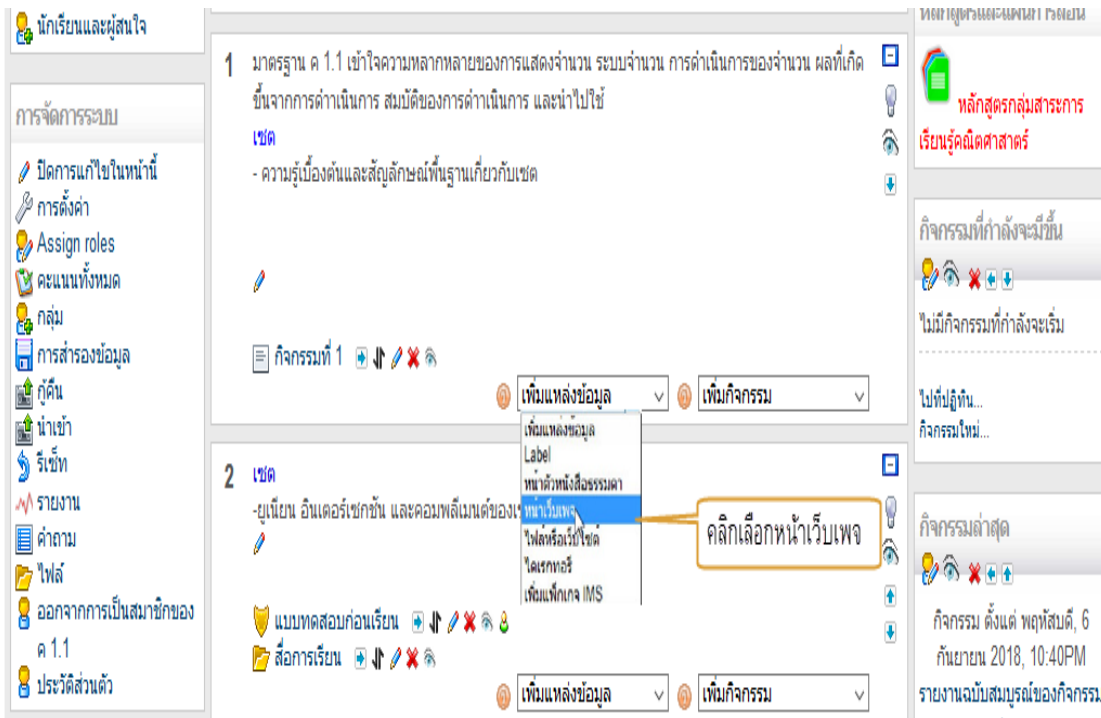 นักเรียนและผู้สนใจ
การจัดการระบบ
ปิดการแก้ไขในหน้านี้
การตั้งค่า
Assign roles
คะแนนทั้งหมด
กลุ่ม
การสำรองข้อมูล
กู้คืน
นำเข้า
รีเซ็ท
รายงาน
คำถาม
ไฟล์
ออกจากการเป็นสมาชิกของ
ค 1.1
ประวัติส่วนตัว
1
มาตรฐาน ค 1.1 เข้าใจความหลากหลายของการแสดงจำนวน ระบบจำนวน การดำเนินการของจำนวน ผลที่เกิด
ขึ้นจากการดำเนินการ สมบัติของการดำเนินการ และนำไปใช้
เซต
- ความรู้เบื้องต้นและสัญลักษณ์พื้นฐานเกี่ยวกับเซต
กิจกรรมที่ 1
เพิ่มแหล่งข้อมูล เพิ่มกิจกรรม
เพิ่มแหล่งข้อมูล
Label
หน้าตัวหนังสือธรรมดา
หน้าเว็บเพจ
ไฟล์หรือเว็บไซต์
ไดเรกทอรี
เพิ่มแพ็กเกจ IMS
คลิกเลือกหน้าเว็บเพจ
2
เซต
-ยูเนียน อินเตอร์เซกชัน และคอมพลีเมนต์ของ
แบบทดสอบก่อนเรียน
สื่อการเรียน
เพิ่มแหล่งข้อมูล เพิ่มกิจกรรม
หลักสูตรและแผนการสอน
หลักสูตรกลุ่มสาระการ
เรียนรู้คณิตศาสาตร์
กิจกรรมที่กำลังจะมีขึ้น
ไม่มีกิจกรรมที่กำลังจะเริ่ม
ไปที่ปฏิทิน...
กิจกรรมใหม่...
กิจกรรมล่าสุด
กิจกรรม ตั้งแต่ พฤหัสบดี, 6
กันยายน 2018, 10:40PM
รายงานฉบับสมบูรณ์ของกิจกรรม